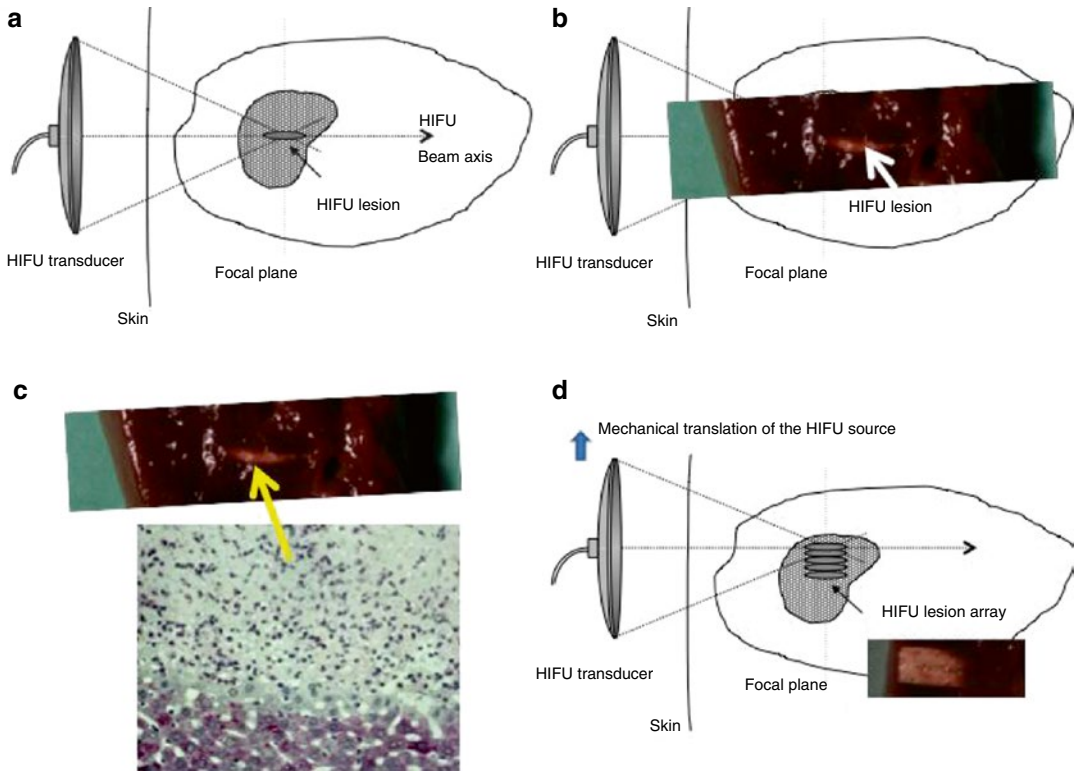 a
HIFU
Beam axis
HIFU lesion
HIFU transducer
Focal plane
Skin
b
HIFU lesion
HIFU transducer
Focal plane
Skin
c
d
Mechanical translation of the HIFU source
HIFU lesion array
HIFU transducer
Focal plane
Skin